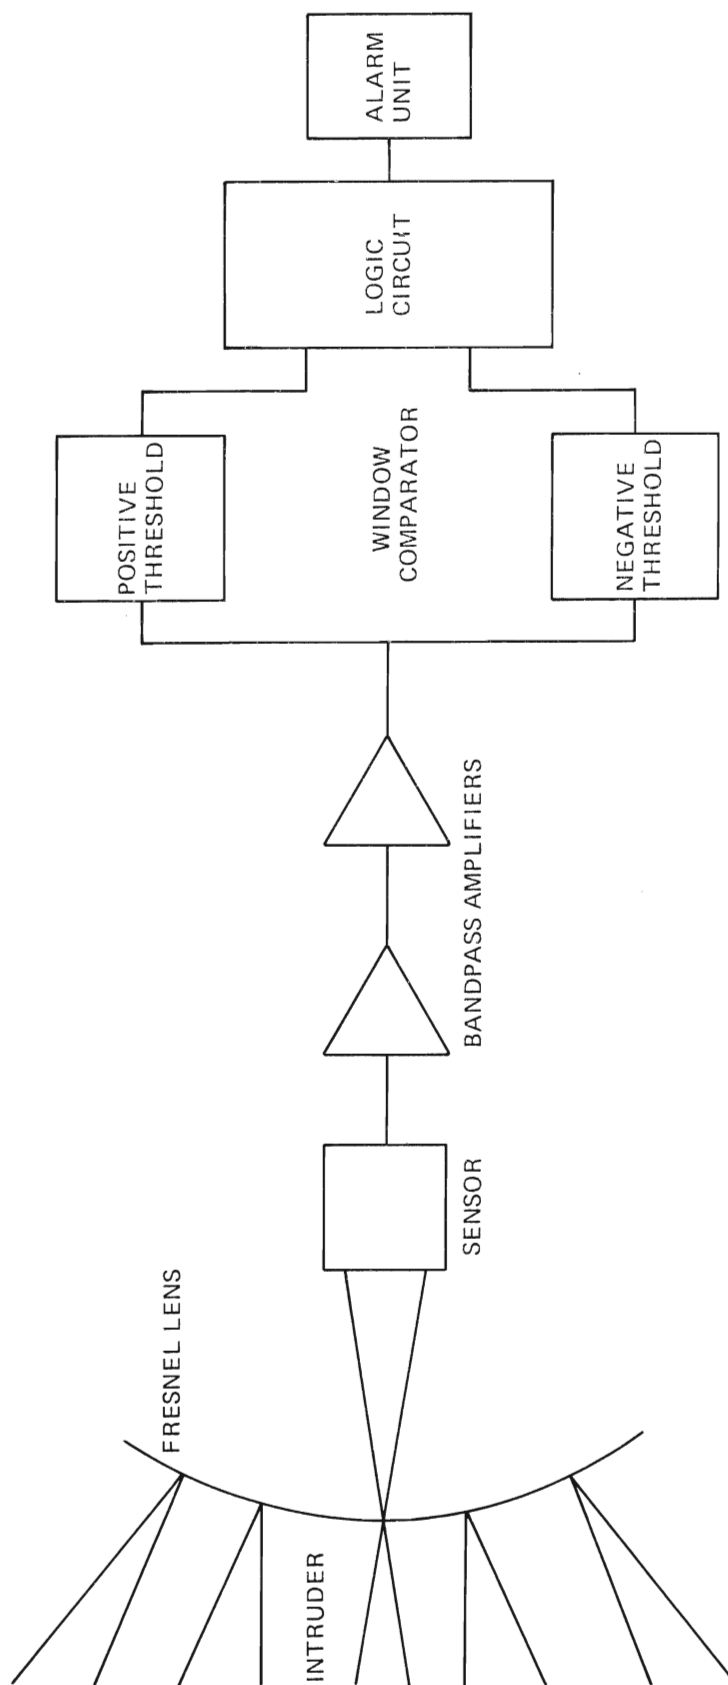 INTRUDER
FRESNEL LENS
SENSOR
BANDPASS AMPLIFIERS
POSITIVE
THRESHOLD
WINDOW
COMPARATOR
NEGATIVE
THRESHOLD
LOGIC
CIRCUIT
ALARM
UNIT